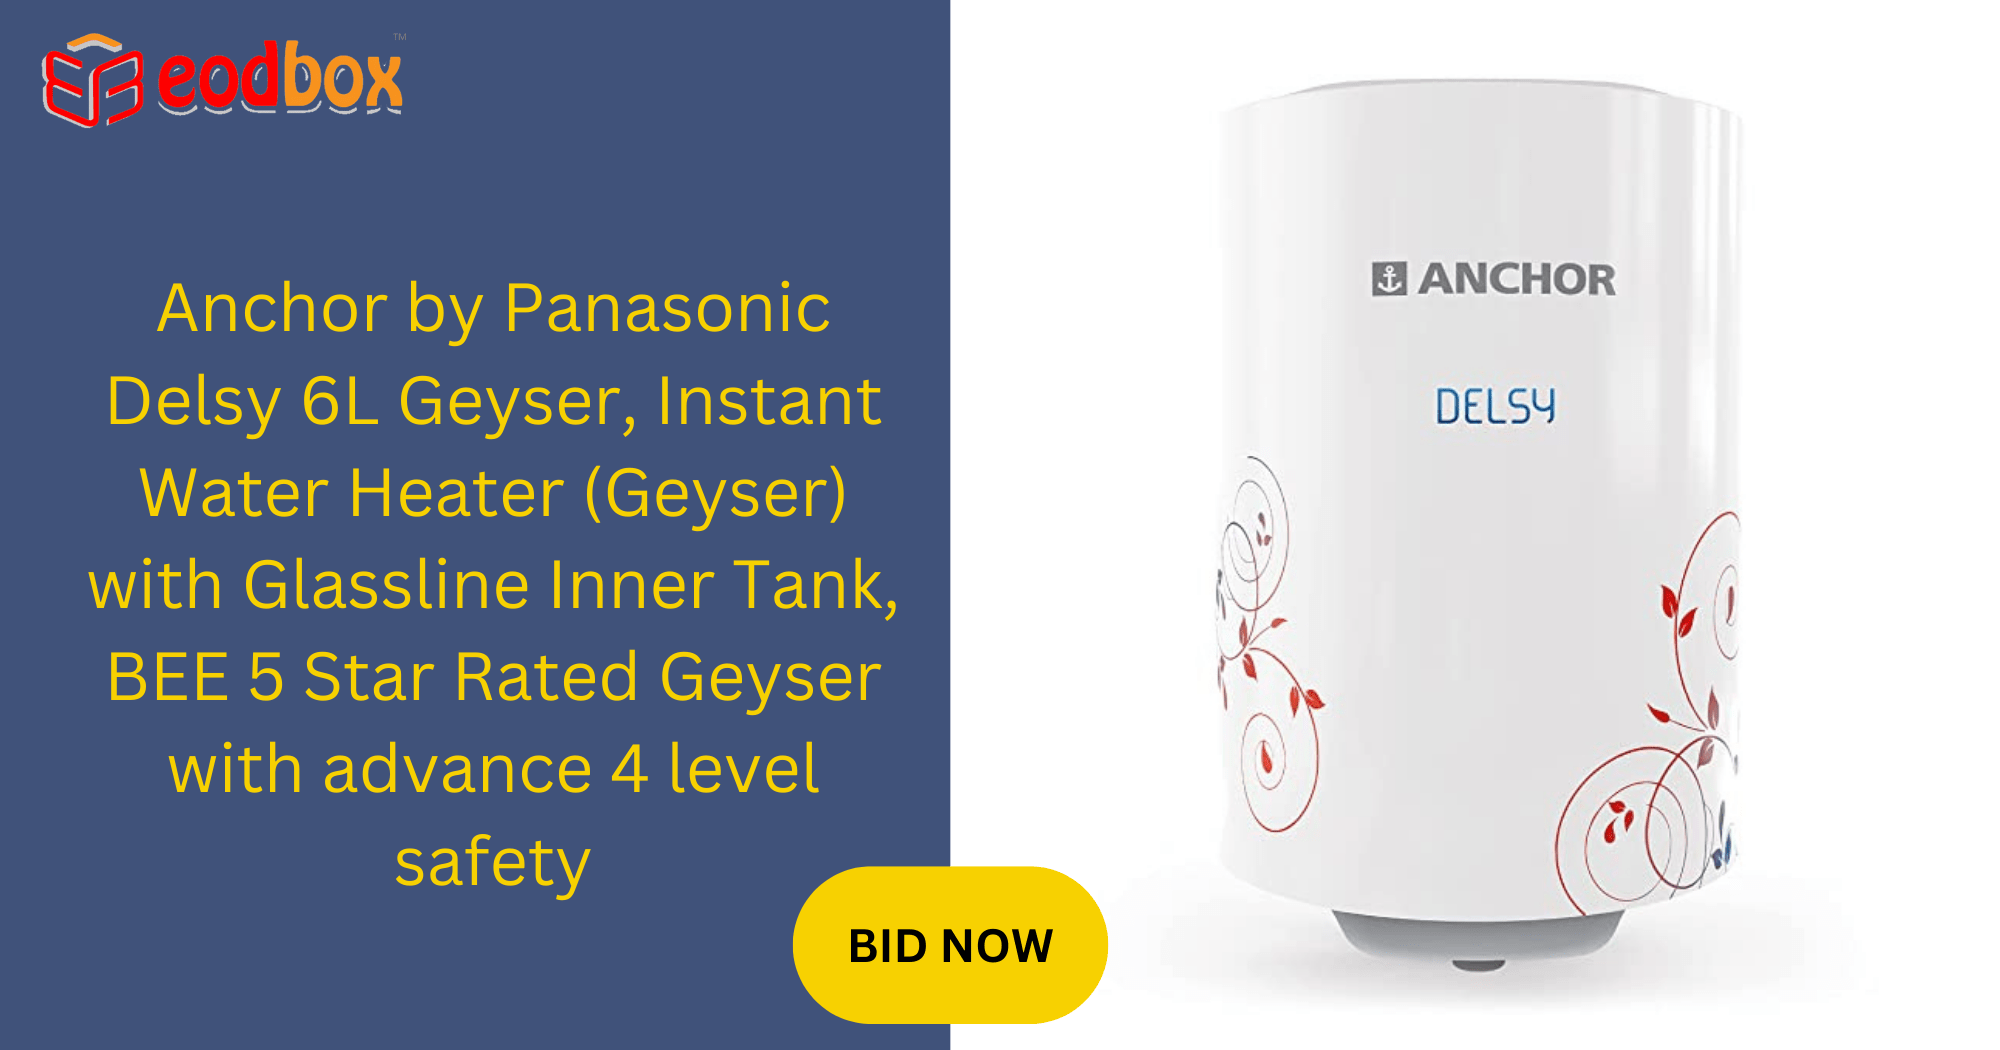 eodbox
TM
Anchor by Panasonic
Delsy 6L Geyser, Instant
Water Heater (Geyser)
with Glassline Inner Tank,
BEE 5 Star Rated Geyser
with advance 4 level
safety
BID NOW
ANCHOR
DELSY